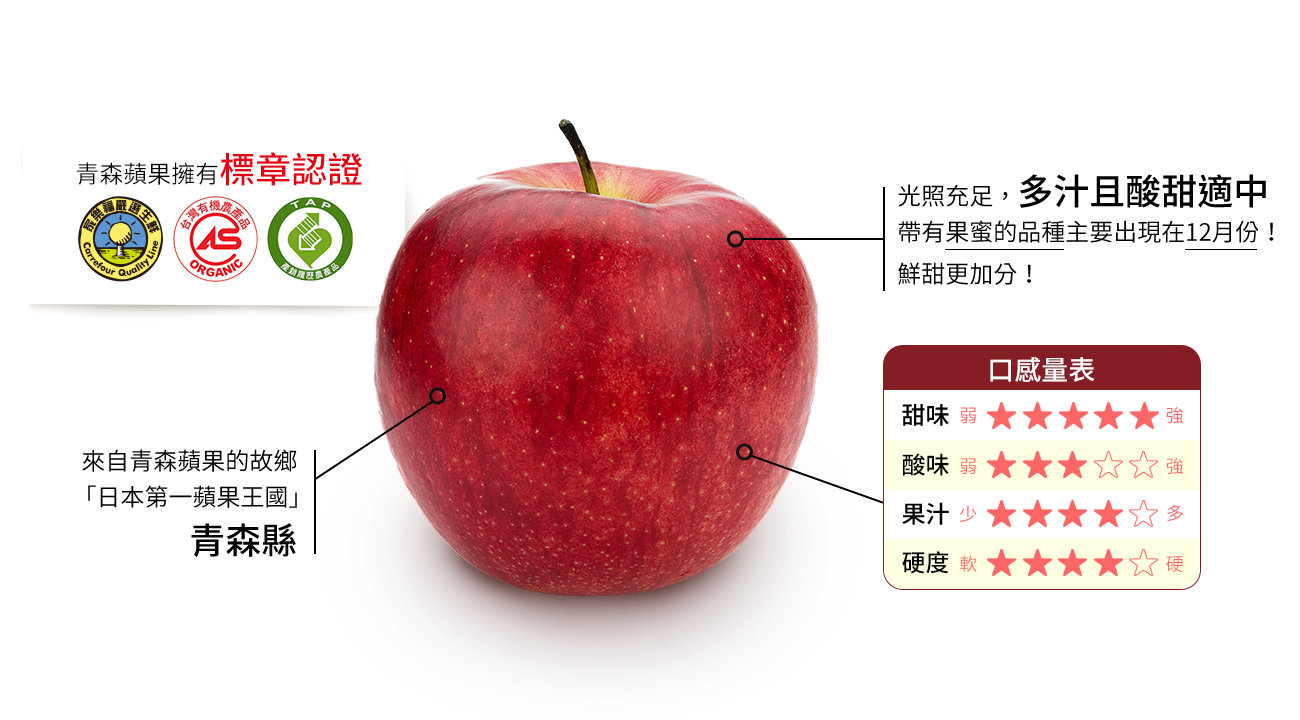 青森蘋果擁有標章認證
家樂福嚴選生鮮
Carrefour Quality Line
台灣有機農產品
AS
ORGANIC
TAP
產銷履歷農產品
光照充足，多汁且酸甜適中
帶有果蜜的品種主要出現在12月份！
鮮甜更加分！
來自青森蘋果的故鄉
「日本第一蘋果王國」
青森縣
口感量表
甜味 弱 ★★★★★ 強
酸味 弱 ★★★☆☆ 強
果汁 少 ★★★★☆ 多
硬度 軟 ★★★★☆ 硬